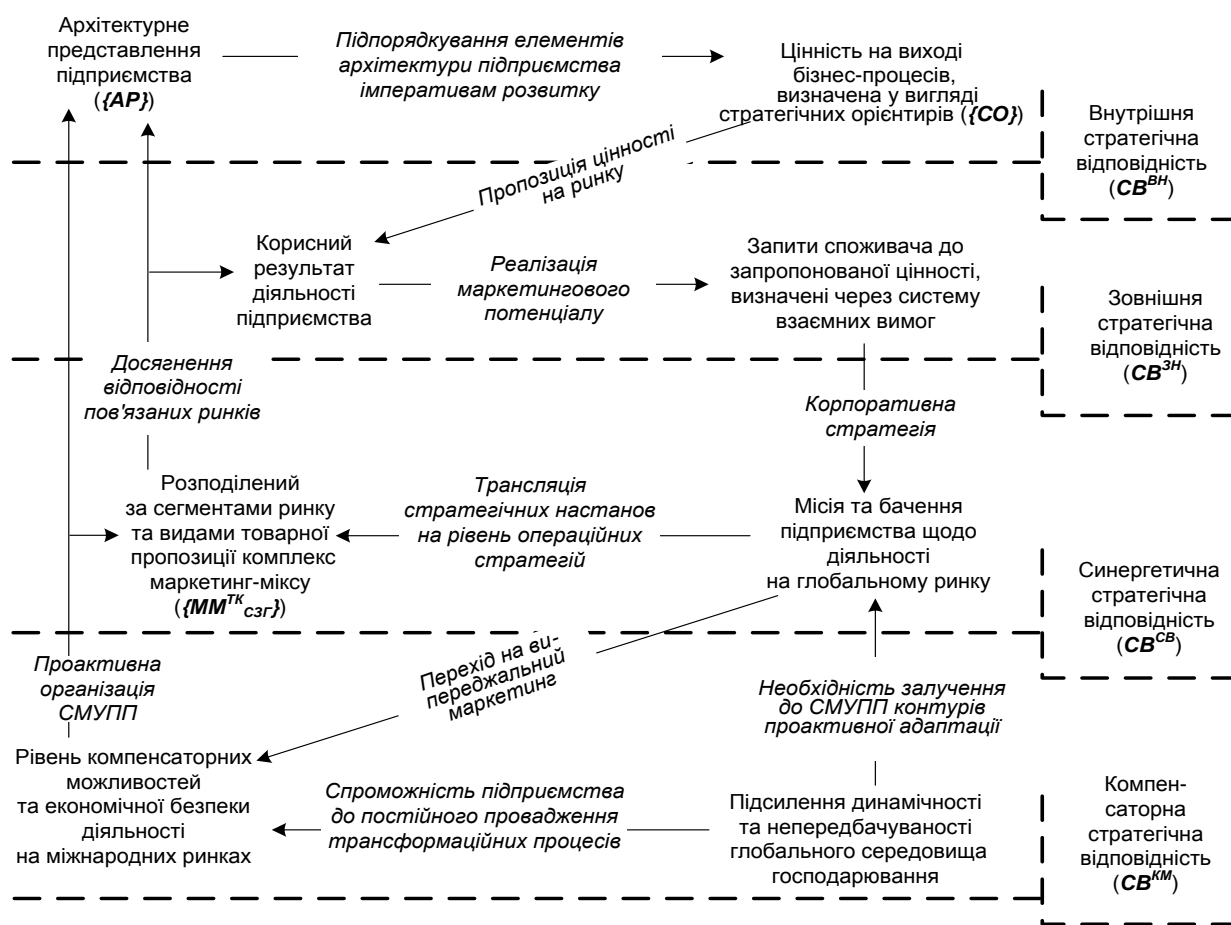 Архітектурне
представлення
підприємства
({АР})
Підпорядкування елементів
архітектури підприємства
імперативам розвитку
Цінність на виході
бізнес-процесів,
визначена у вигляді
стратегічних орієнтирів ({СО})
Внутрішня
стратегічна
відповідність
(СВ^ВН)
Пропозиція цінності
на ринку
Корисний
результат
діяльності
підприємства
Реалізація
маркетингового
потенціалу
Запити споживача до
запропонованої цінності,
визначені через систему
взаємних вимог
Зовнішня
стратегічна
відповідність
(СВ^ЗН)
Досягнення
відповідності
пов'язаних ринків
Корпоративна
стратегія
Розподілений
за сегментами ринку
та видами товарної
пропозиції комплекс
маркетинг-міксу
({ММ^ТК_СЗГ})
Трансляція
стратегічних настанов
на рівень операційних
стратегій
Місія та бачення
підприємства щодо
діяльності
на глобальному ринку
Синергетична
стратегічна
відповідність
(СВ^СВ)
Проактивна
організація
СМУПП
Перехід на ви-
переджальний
маркетинг
Необхідність залучення
до СМУПП контурів
проактивної адаптації
Рівень компенсаторних
можливостей
та економічної безпеки
діяльності
на міжнародних ринках
Спроможність підприємства
до постійного провадження
трансформаційних процесів
Підсилення динамічності
та непередбачуваності
глобального середовища
господарювання
Компен-
саторна
стратегічна
відповідність
(СВ^КМ)